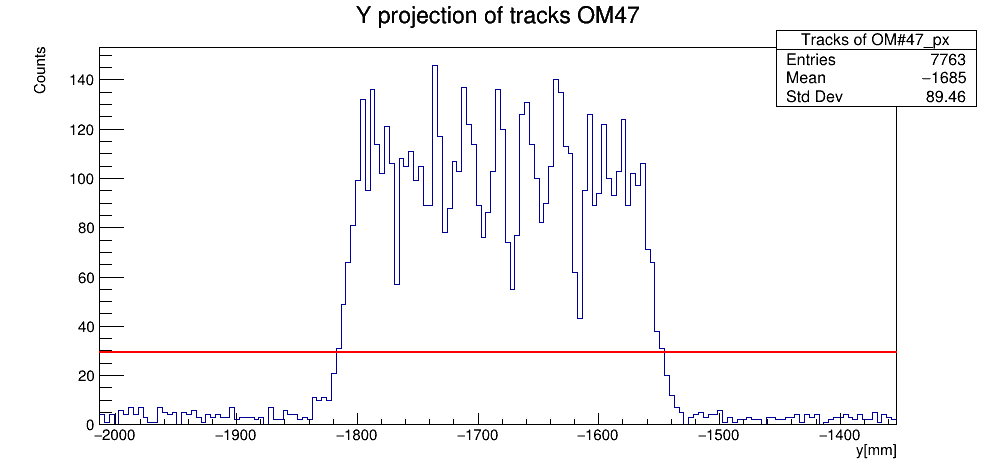 Y projection of tracks OM47
Tracks of OM#47_px
Entries 7763
Mean −1685
Std Dev 89.46
Counts
140
120
100
80
60
40
20
0
−2000 −1900 −1800 −1700 −1600 −1500 −1400
y[mm]